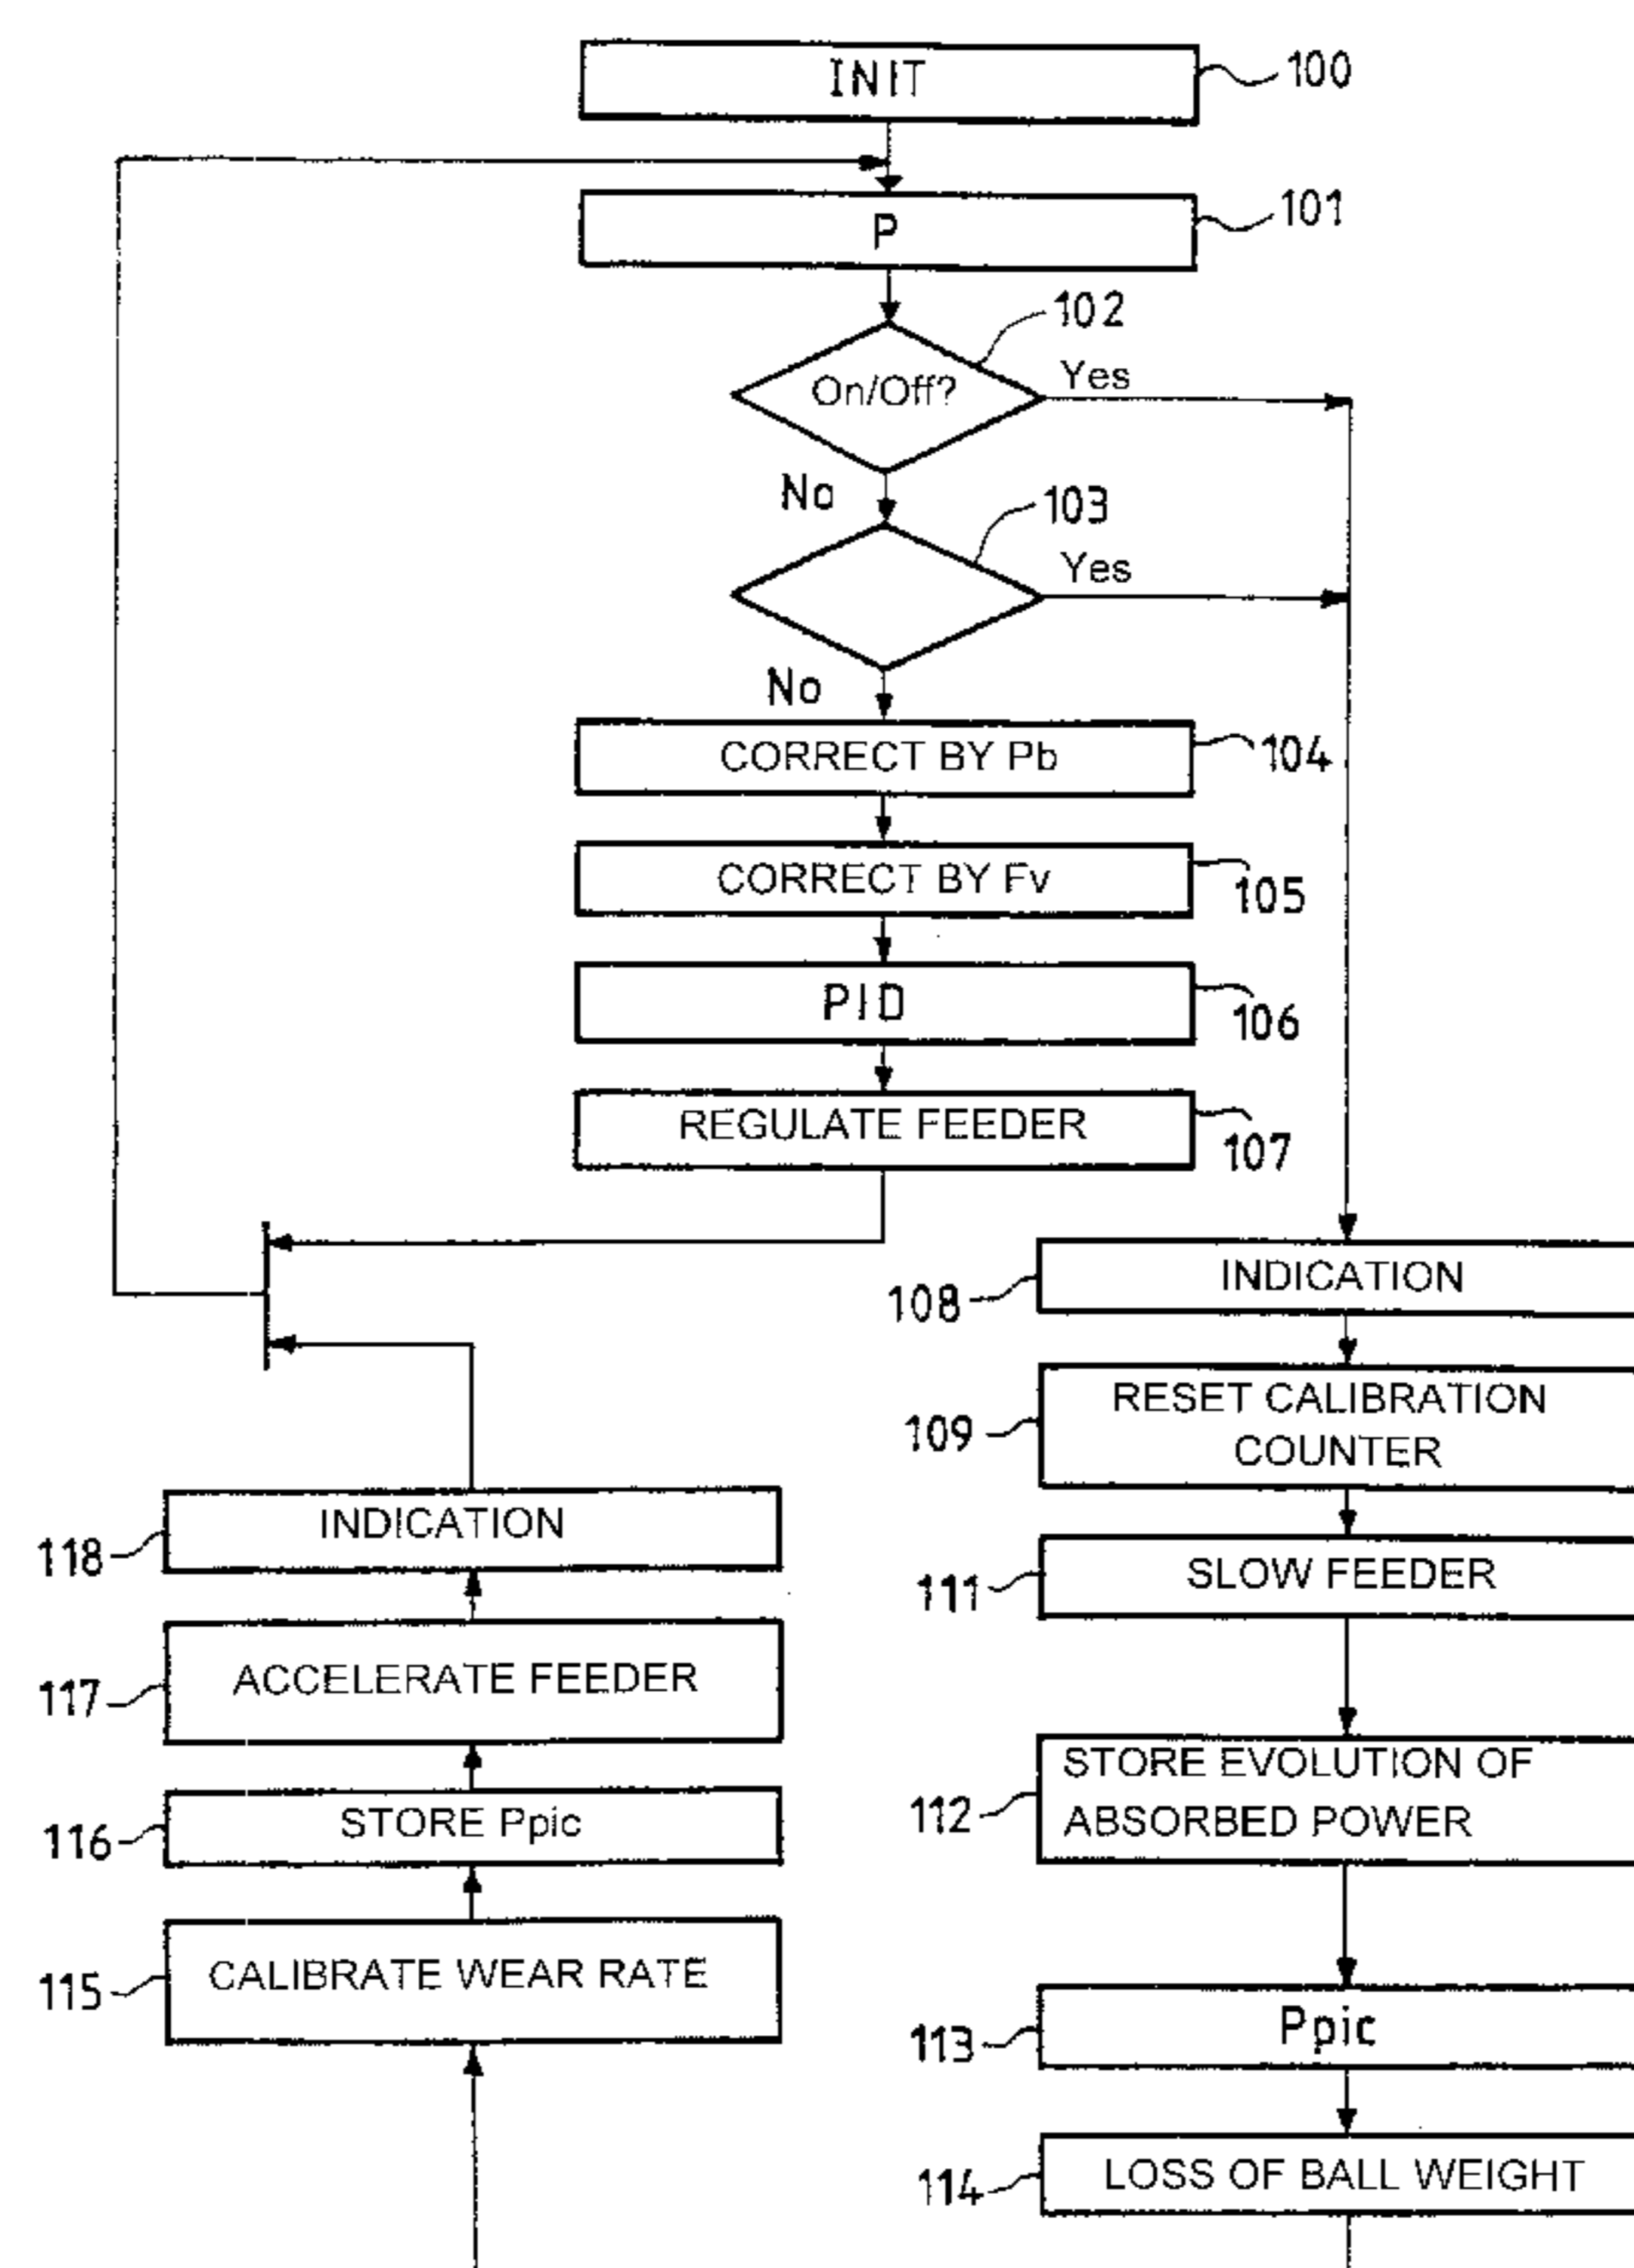 INIT
100
P
101
102
On/Off?
Yes
No
103
Yes
No
CORRECT BY Pb
104
CORRECT BY Fv
105
PID
106
REGULATE FEEDER
107
INDICATION
108
RESET CALIBRATION
COUNTER
109
SLOW FEEDER
111
STORE EVOLUTION OF
ABSORBED POWER
112
Ppic
113
LOSS OF BALL WEIGHT
114
CALIBRATE WEAR RATE
115
STORE Ppic
116
ACCELERATE FEEDER
117
INDICATION
118